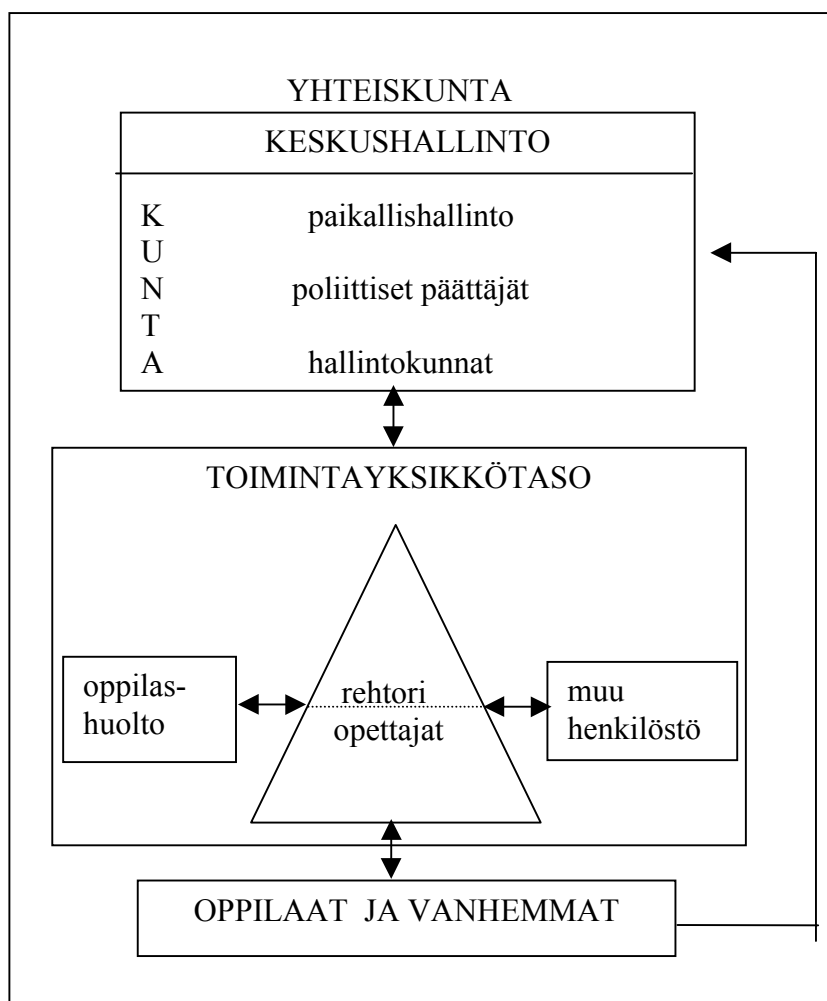 YHTEISKUNTA
KESKUSHALLINTO
K paikallishallinto
U
N poliittiset päättäjät
T
A hallintokunnat
TOIMINTAYKSIKKÖTASO
oppilas-
huolto
rehtori
opettajat
muu
henkilöstö
OPPILAAT JA VANHEMMAT